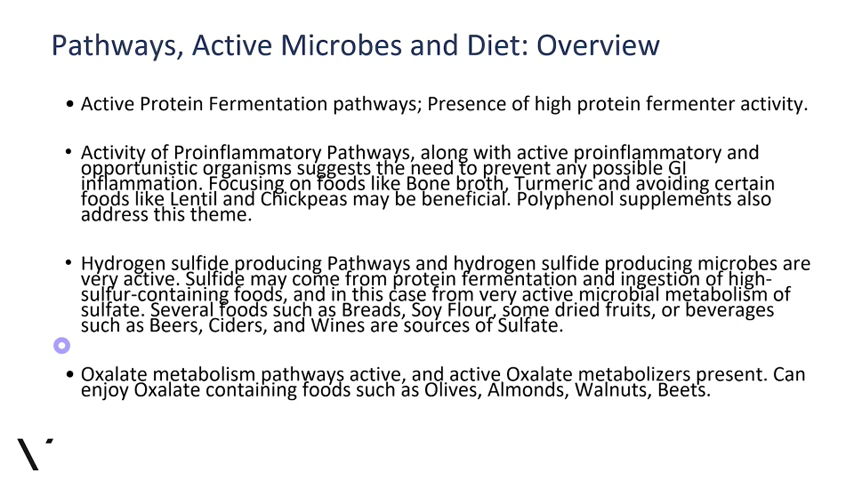 Pathways, Active Microbes and Diet: Overview
• Active Protein Fermentation pathways; Presence of high protein fermenter activity.
• Activity of Proinflammatory Pathways, along with active proinflammatory and
opportunistic organisms suggests the need to prevent any possible GI
inflammation. Focusing on foods like Bone broth, Turmeric and avoiding certain
foods like Lentil and Chickpeas may be beneficial. Polyphenol supplements also
address this theme.
• Hydrogen sulfide producing Pathways and hydrogen sulfide producing microbes are
very active. Sulfide may come from protein fermentation and ingestion of high-
sulfur-containing foods, and in this case from very active microbial metabolism of
sulfate. Several foods such as Breads, Soy Flour, some dried fruits, or beverages
such as Beers, Ciders, and Wines are sources of Sulfate.
• Oxalate metabolism pathways active, and active Oxalate metabolizers present. Can
enjoy Oxalate containing foods such as Olives, Almonds, Walnuts, Beets.